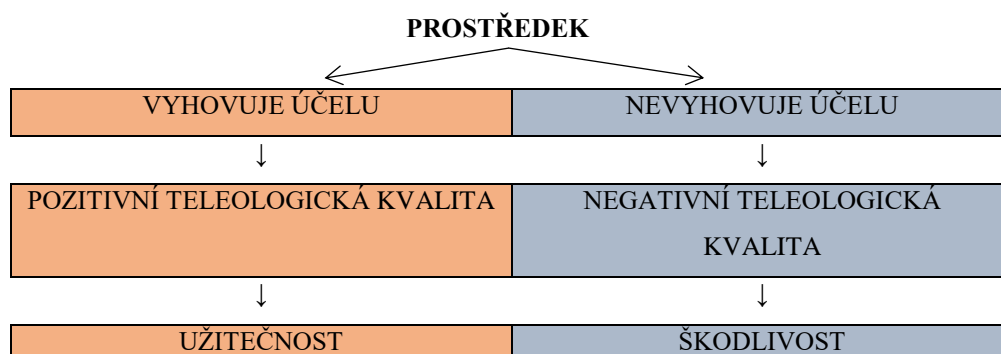 PROSTŘEDEK
VYHOVUJE ÚČELU
NEVYHOVUJE ÚČELU
↓
↓
POZITIVNÍ TELEOLOGICKÁ KVALITA
NEGATIVNÍ TELEOLOGICKÁ
KVALITA
↓
↓
UŽITEČNOST
ŠKODLIVOST